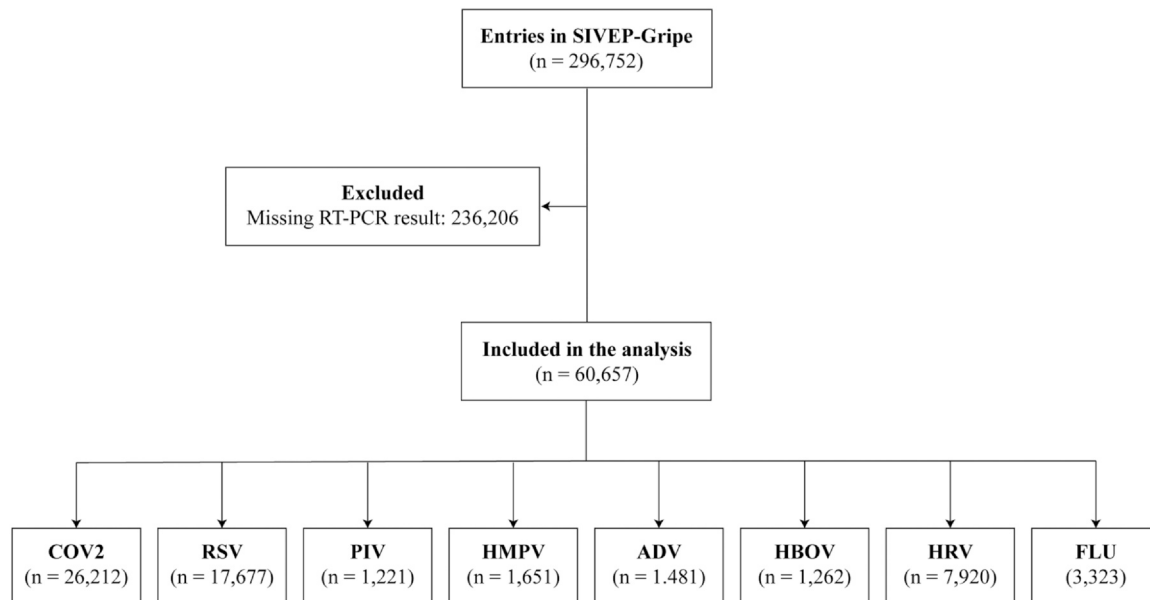 Entries in SIVEP-Gripe
(n = 296,752)
Excluded
Missing RT-PCR result: 236,206
Included in the analysis
(n = 60,657)
COV2
(n = 26,212)
RSV
(n = 17,677)
PIV
(n = 1,221)
HMPV
(n = 1,651)
ADV
(n = 1.481)
HBOV
(n = 1,262)
HRV
(n = 7,920)
FLU
(3,323)